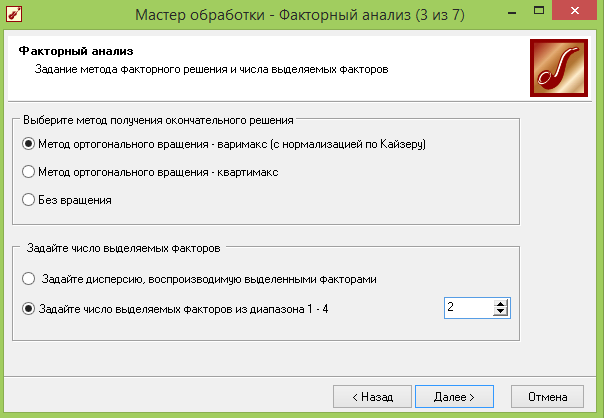 Мастер обработки - Факторный анализ (3 из 7)
Факторный анализ
Задание метода факторного решения и числа выделяемых факторов
Выберите метод получения окончательного решения
Метод ортогонального вращения - варимакс (с нормализацией по Кайзеру)
Метод ортогонального вращения - квартимакс
Без вращения
Задайте число выделяемых факторов
Задайте дисперсию, воспроизводимую выделенными факторами
Задайте число выделяемых факторов из диапазона 1 - 4
2
< Назад
Далее >
Отмена